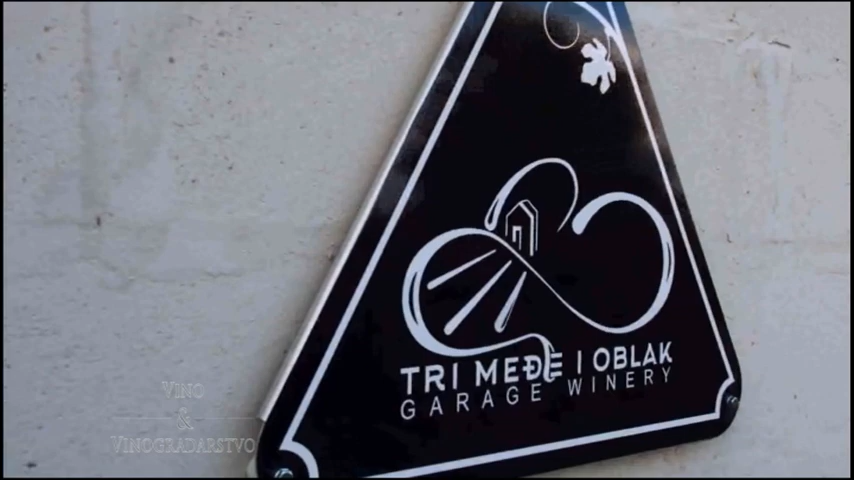 TRI MEĐE I OBLAK
GARAGE WINERY
VINO
&
VINOGRADARSTVO